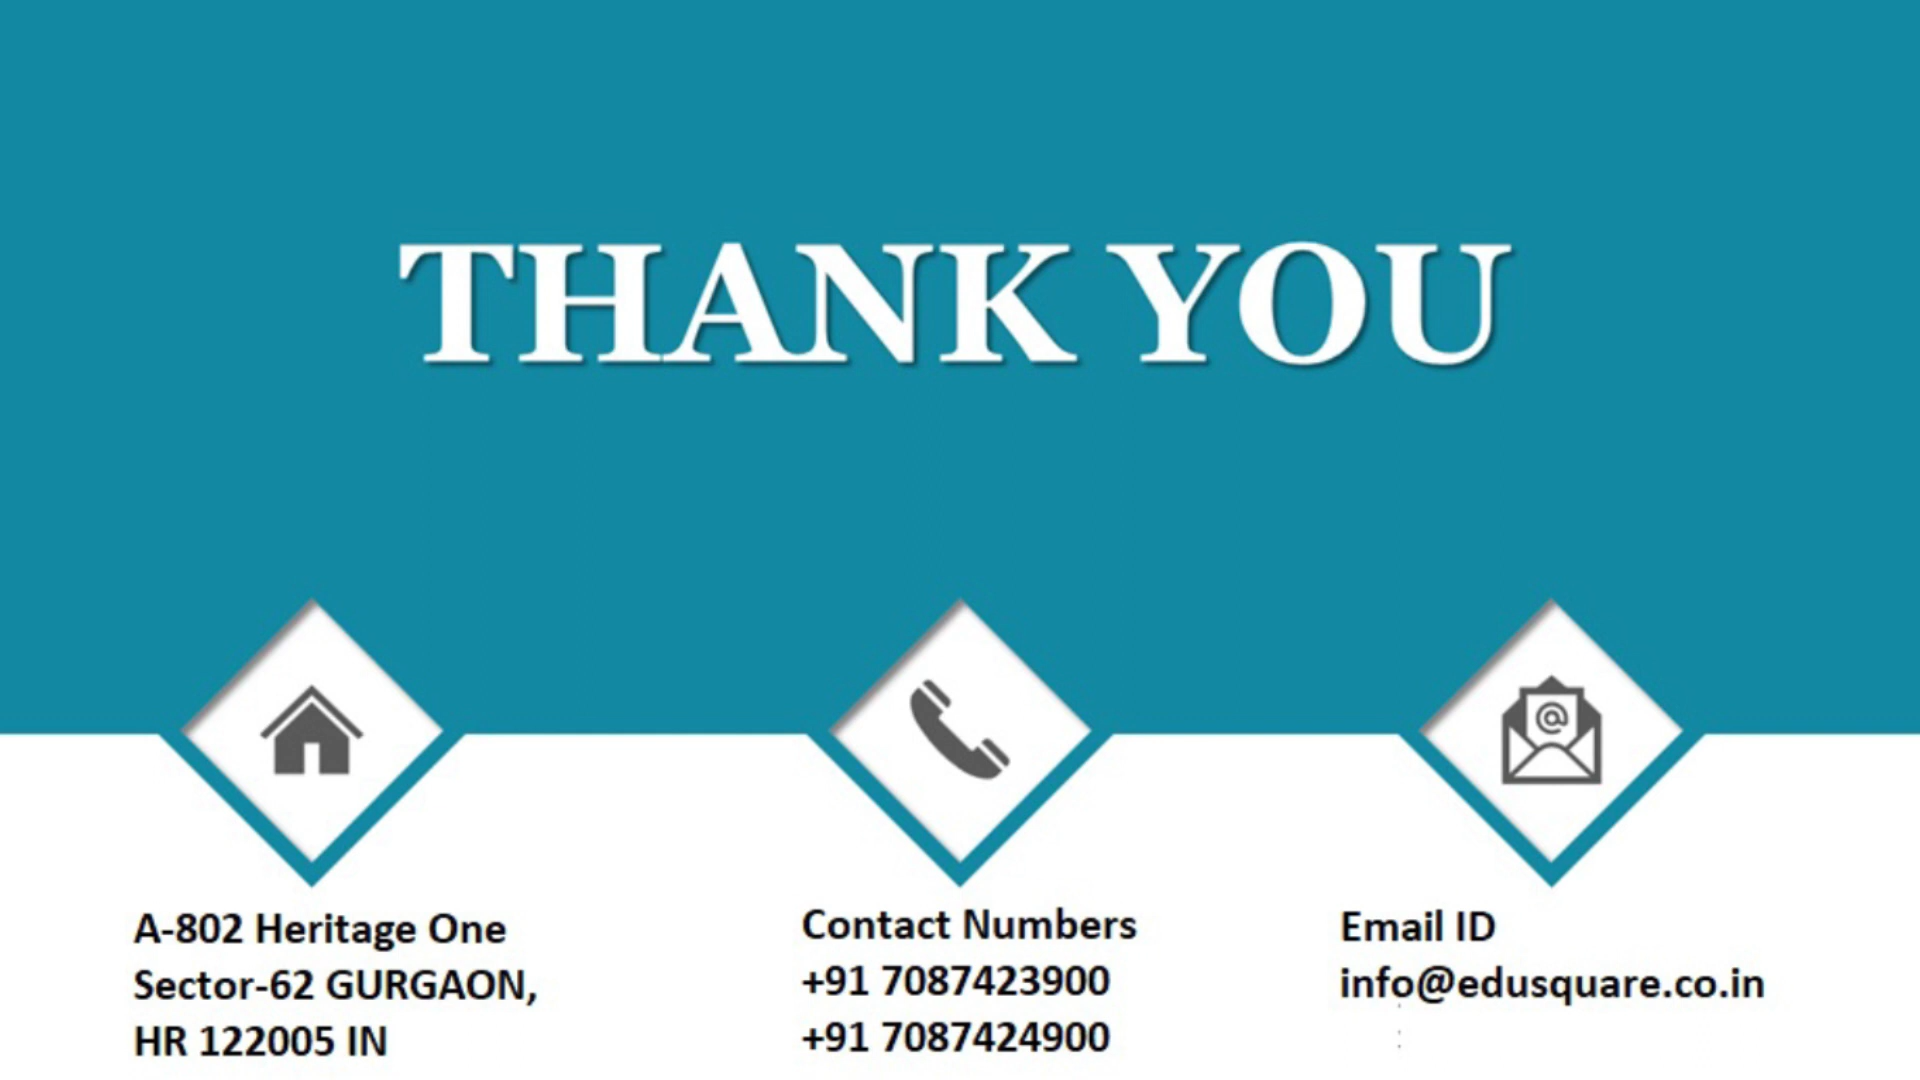 THANK YOU
A-802 Heritage One
Sector-62 GURGAON,
HR 122005 IN
Contact Numbers
+91 7087423900
+91 7087424900
Email ID
info@edusquare.co.in